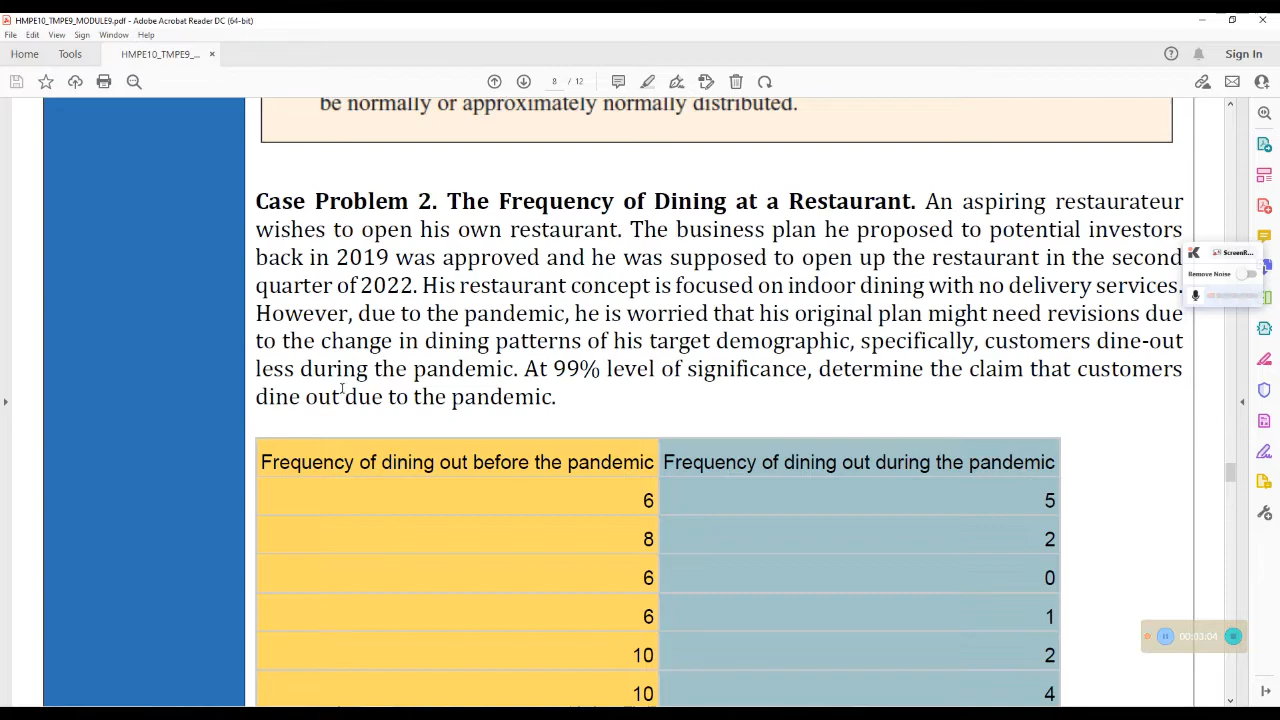 HMPE10_TMPE9_MODULE9.pdf - Adobe Acrobat Reader DC (64-bit)
File Edit View Sign Window Help
Home Tools HMPE10_TMPE9_... × Sign In
8 / 12
be normally or approximately normally distributed.
Case Problem 2. The Frequency of Dining at a Restaurant. An aspiring restaurateur
wishes to open his own restaurant. The business plan he proposed to potential investors
back in 2019 was approved and he was supposed to open up the restaurant in the second
quarter of 2022. His restaurant concept is focused on indoor dining with no delivery services.
However, due to the pandemic, he is worried that his original plan might need revisions due
to the change in dining patterns of his target demographic, specifically, customers dine-out
less during the pandemic. At 99% level of significance, determine the claim that customers
dine out due to the pandemic.
ScreenR...
Remove Noise
Frequency of dining out before the pandemic Frequency of dining out during the pandemic
6 5
8 2
6 0
6 1
10 2
10 4
00:03:04